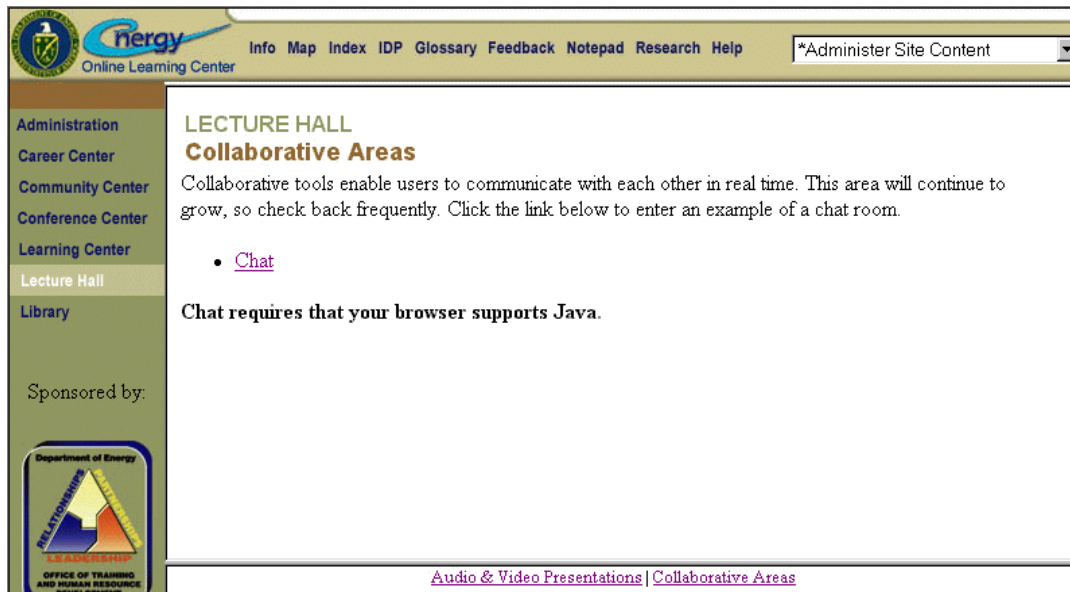 Energy
Online Learning Center
Info Map Index IDP Glossary Feedback Notepad Research Help
*Administer Site Content
Administration
Career Center
Community Center
Conference Center
Learning Center
Lecture Hall
Library
Sponsored by:
Department of Energy
RELATIONSHIPS
PARTNERSHIPS
LEADERSHIP
OFFICE OF TRAINING
AND HUMAN RESOURCE
DEVELOPMENT
LECTURE HALL
Collaborative Areas
Collaborative tools enable users to communicate with each other in real time. This area will continue to
grow, so check back frequently. Click the link below to enter an example of a chat room.
• Chat
Chat requires that your browser supports Java.
Audio & Video Presentations | Collaborative Areas